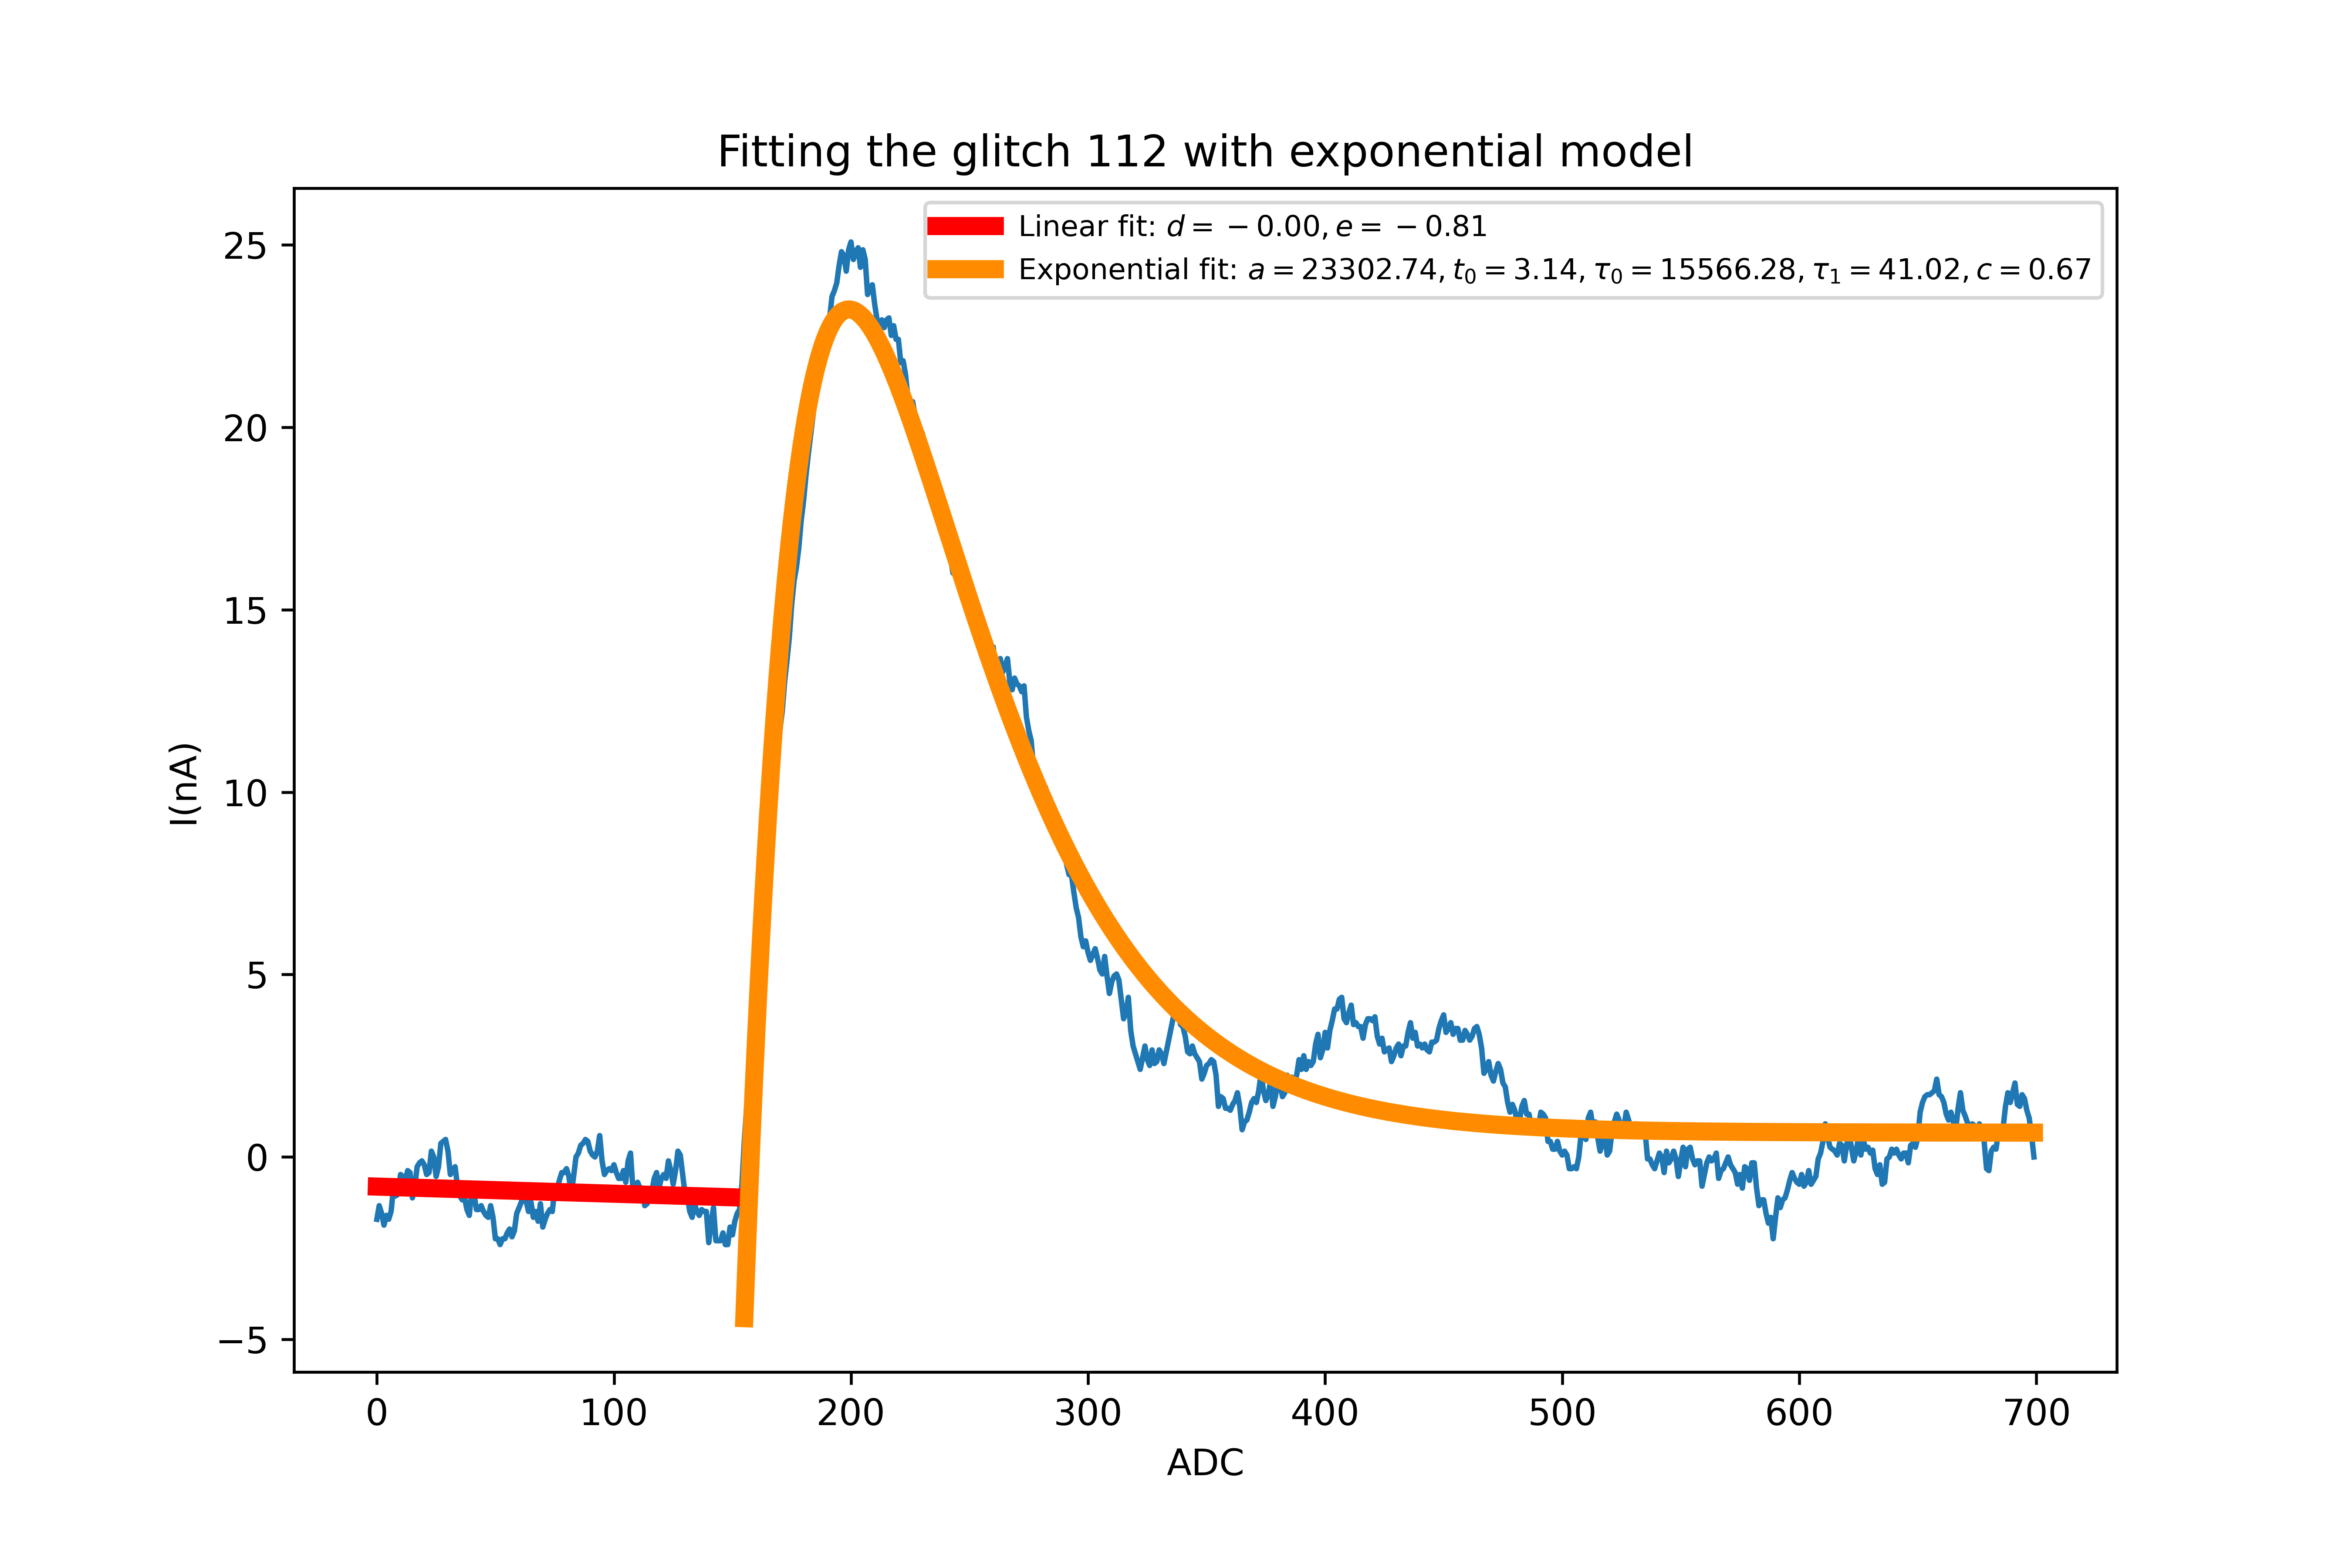 Fitting the glitch 112 with exponential model
Linear fit: d = −0.00, e = −0.81
Exponential fit: a = 23302.74, t₀ = 3.14, τ₀ = 15566.28, τ₁ = 41.02, c = 0.67
25
20
15
10
5
0
−5
I(nA)
0 100 200 300 400 500 600 700
ADC